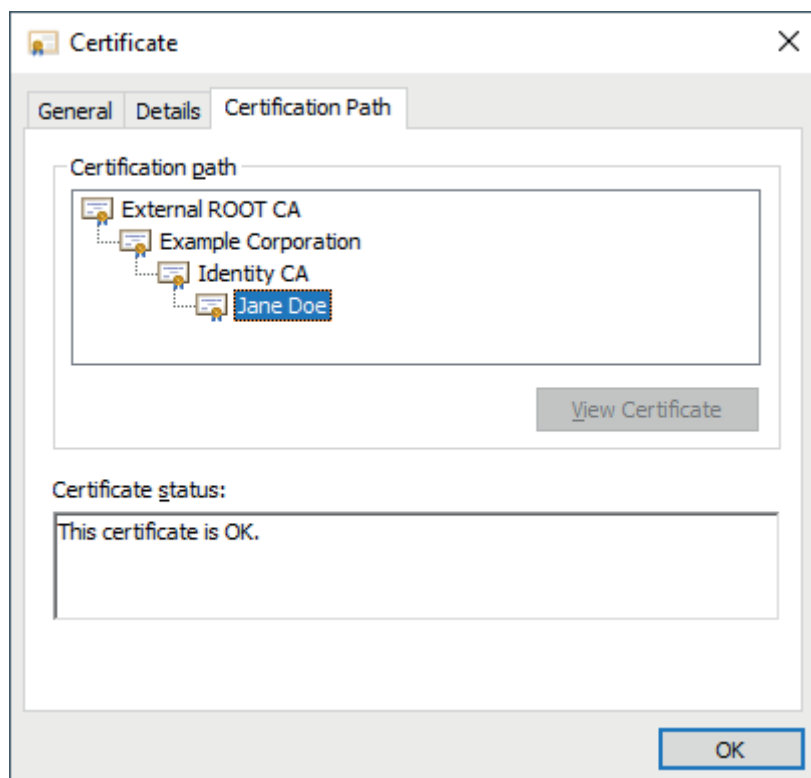 Certificate
General Details Certification Path
Certification path
External ROOT CA
Example Corporation
Identity CA
Jane Doe
View Certificate
Certificate status:
This certificate is OK.
OK